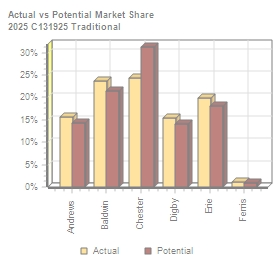 Actual vs Potential Market Share
2025 C131925 Traditional
30%
25%
20%
15%
10%
5%
0%
Andrews
Baldwin
Chester
Digby
Erie
Ferris
Actual Potential